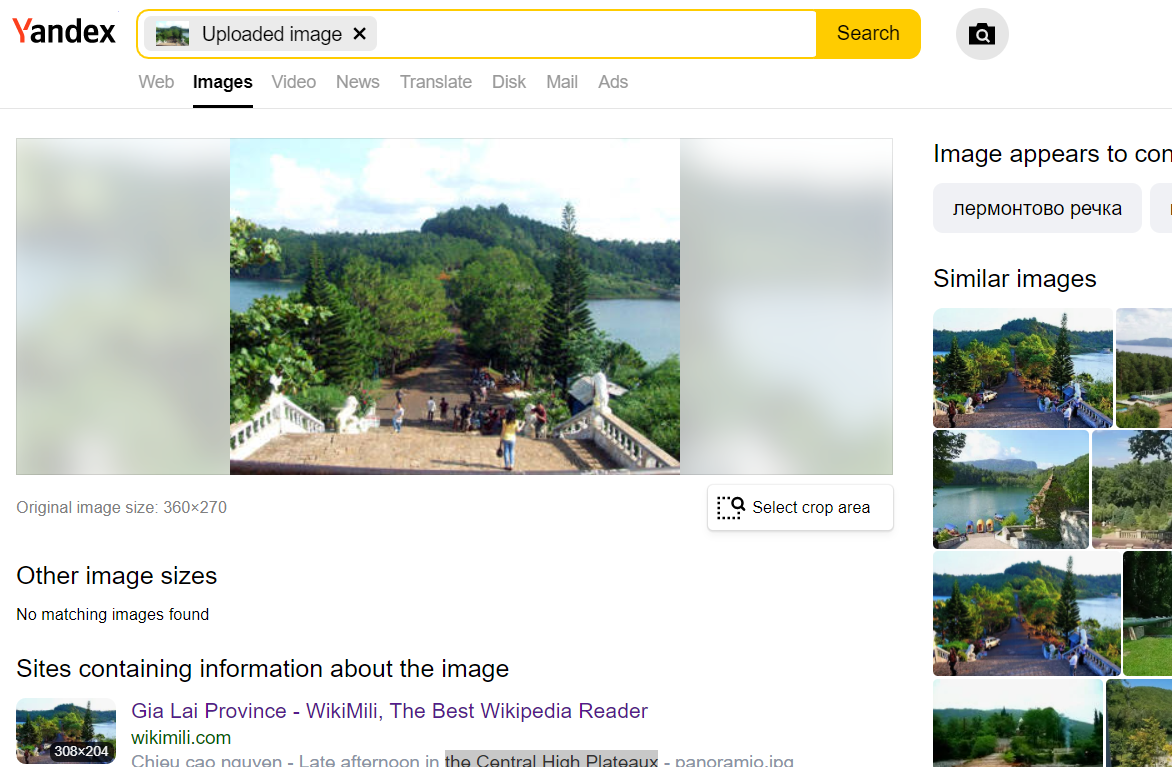 Yandex
Uploaded image
Search
Web Images Video News Translate Disk Mail Ads
Image appears to con
лермонтово речка
Similar images
Original image size: 360×270
Select crop area
Other image sizes
No matching images found
Sites containing information about the image
308×204
Gia Lai Province - WikiMili, The Best Wikipedia Reader
wikimili.com
Chieu cao nguyen - Late afternoon in the Central High Plateaux - panoramio.jpg